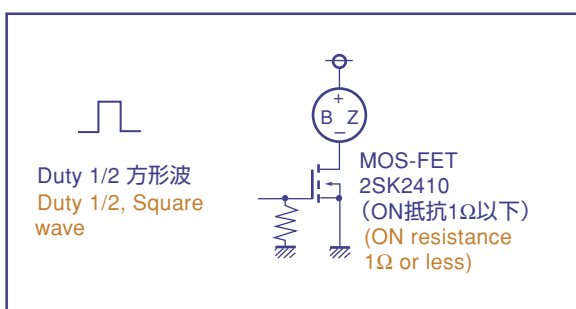 +
B Z
−
Duty 1/2 方形波
Duty 1/2, Square
wave
MOS-FET
2SK2410
（ON抵抗1Ω以下）
(ON resistance
1Ω or less)